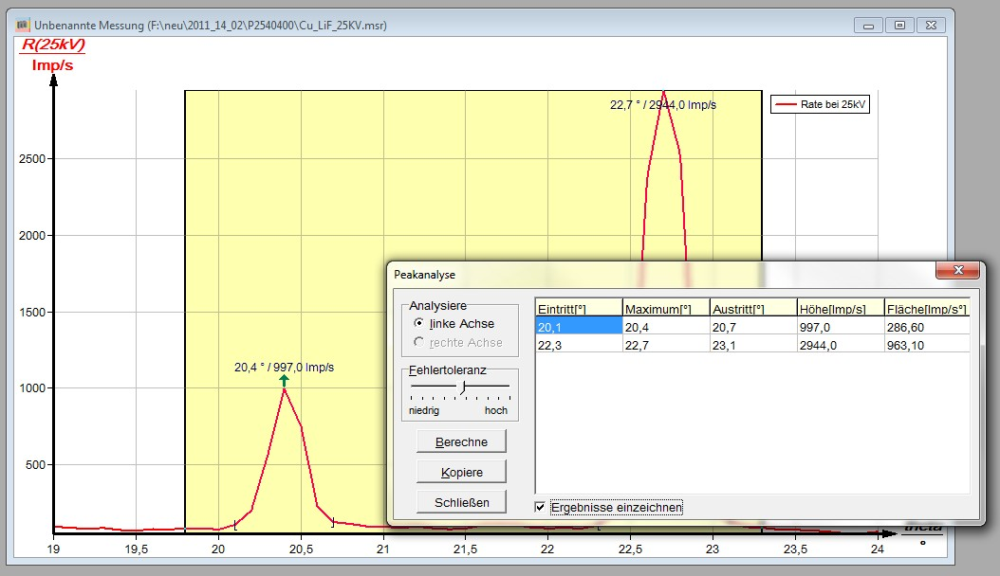 Unbenannte Messung (F:\neu\2011_14_02\P2540400\Cu_LiF_25KV.msr)
R(25kV)
Imp/s
22,7 ° / 2944,0 Imp/s
Rate bei 25kV
2500
2000
1500
1000
500
20,4 ° / 997,0 Imp/s
Peakanalyse
Analysiere
linke Achse
rechte Achse
Fehlertoleranz
niedrig hoch
Berechne
Kopiere
Schließen
Eintritt[°] Maximum[°] Austritt[°] Höhe[Imp/s] Fläche[Imp/s*°]
20,1 20,4 20,7 997,0 286,60
22,3 22,7 23,1 2944,0 963,10
Ergebnisse einzeichnen
theta
°
19 19,5 20 20,5 21 21,5 22 22,5 23 23,5 24